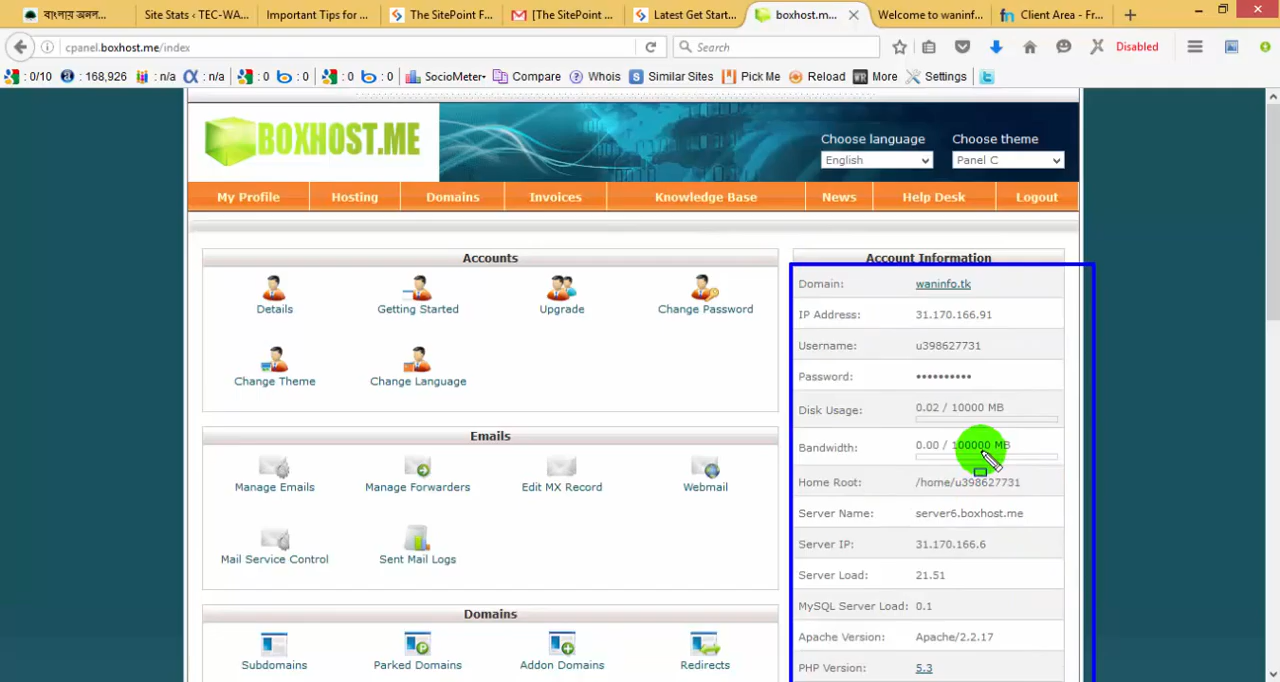 বাংলায় অনল...
Site Stats ‹ TEC-WA...
Important Tips for ...
The SitePoint F...
[The SitePoint ...
Latest Get Start...
boxhost.m...
Welcome to waninf...
Client Area - Fr...
cpanel.boxhost.me/index
Search
Disabled
: 0/10
: 168,926
: n/a
: n/a
: 0
: 0
: 0
: 0
SocioMeter
Compare
Whois
Similar Sites
Pick Me
Reload
More
Settings
BOXHOST.ME
Choose language
Choose theme
English
Panel C
My Profile
Hosting
Domains
Invoices
Knowledge Base
News
Help Desk
Logout
Accounts
Details
Getting Started
Upgrade
Change Password
Change Theme
Change Language
Emails
Manage Emails
Manage Forwarders
Edit MX Record
Webmail
Mail Service Control
Sent Mail Logs
Domains
Subdomains
Parked Domains
Addon Domains
Redirects
Account Information
Domain: waninfo.tk
IP Address: 31.170.166.91
Username: u398627731
Password: ••••••••••
Disk Usage: 0.02 / 10000 MB
Bandwidth: 0.00 / 100000 MB
Home Root: /home/u398627731
Server Name: server6.boxhost.me
Server IP: 31.170.166.6
Server Load: 21.51
MySQL Server Load: 0.1
Apache Version: Apache/2.2.17
PHP Version: 5.3